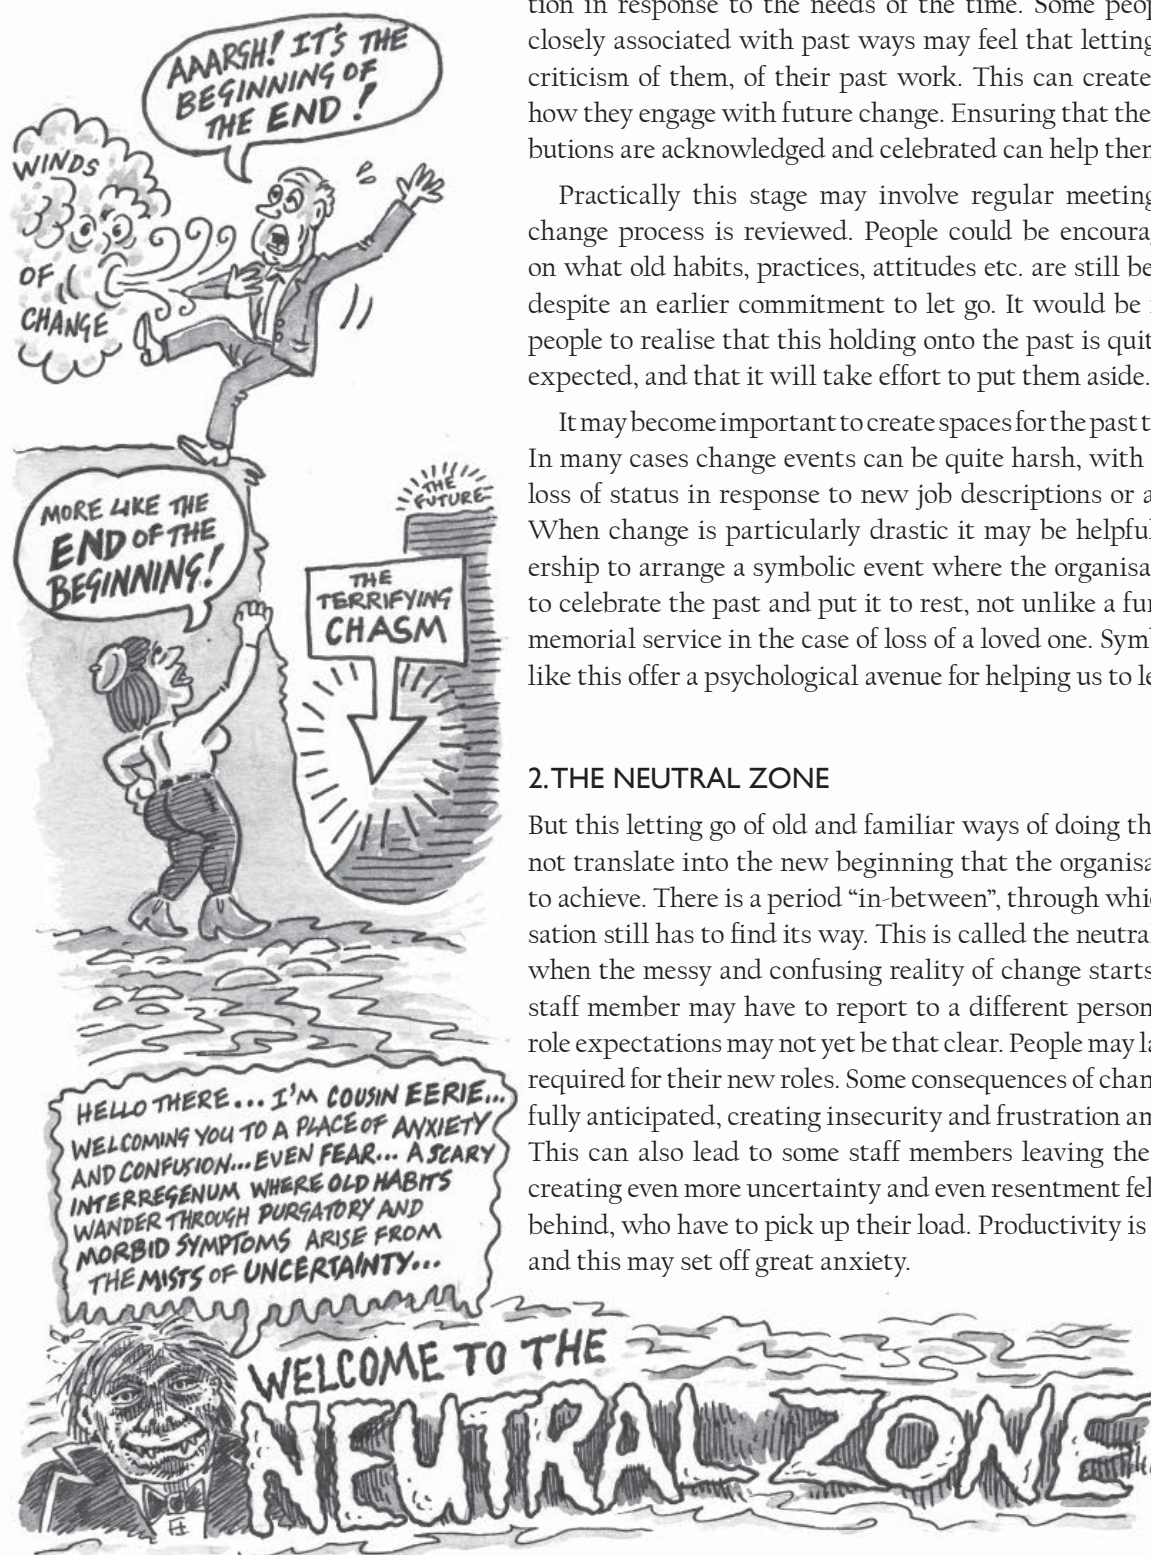 AAARGH! IT'S THE
BEGINNING OF
THE END!
WINDS
OF
CHANGE
MORE LIKE THE
END OF THE
BEGINNING!
THE
FUTURE
THE
TERRIFYING
CHASM
HELLO THERE... I'M COUSIN EERIE...
WELCOMING YOU TO A PLACE OF ANXIETY
AND CONFUSION... EVEN FEAR... A SCARY
INTERREGENUM WHERE OLD HABITS
WANDER THROUGH PURGATORY AND
MORBID SYMPTOMS ARISE FROM
THE MISTS OF UNCERTAINTY...
tion in response to the needs of the time. Some peop
closely associated with past ways may feel that letting
criticism of them, of their past work. This can create
how they engage with future change. Ensuring that the
butions are acknowledged and celebrated can help ther
Practically this stage may involve regular meeting
change process is reviewed. People could be encoura
on what old habits, practices, attitudes etc. are still be
despite an earlier commitment to let go. It would be
people to realise that this holding onto the past is quit
expected, and that it will take effort to put them aside.
It may become important to create spaces for the past t
In many cases change events can be quite harsh, with
loss of status in response to new job descriptions or a
When change is particularly drastic it may be helpful
ership to arrange a symbolic event where the organisa
to celebrate the past and put it to rest, not unlike a fu
memorial service in the case of loss of a loved one. Sym
like this offer a psychological avenue for helping us to le
2. THE NEUTRAL ZONE
But this letting go of old and familiar ways of doing th
not translate into the new beginning that the organisa
to achieve. There is a period “in-between”, through whi
sation still has to find its way. This is called the neutral
when the messy and confusing reality of change starts
staff member may have to report to a different person
role expectations may not yet be that clear. People may la
required for their new roles. Some consequences of chan
fully anticipated, creating insecurity and frustration an
This can also lead to some staff members leaving the
creating even more uncertainty and even resentment fel
behind, who have to pick up their load. Productivity is
and this may set off great anxiety.
WELCOME TO THE
NEUTRAL ZONE